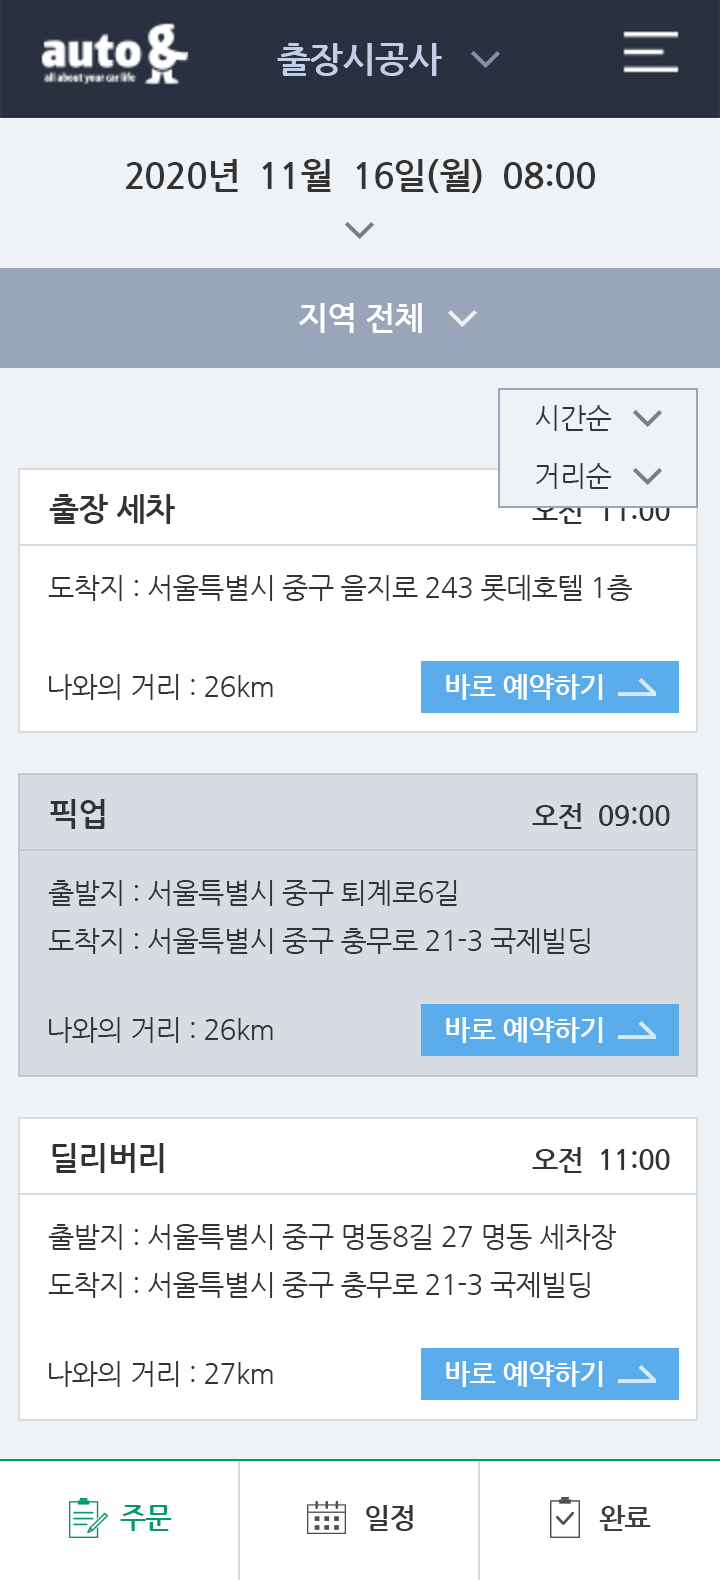 auto g
all about your car life
출장시공사
2020년 11월 16일(월) 08:00
지역 전체
시간순
거리순
출장 세차 오전 11:00
도착지 : 서울특별시 중구 을지로 243 롯데호텔 1층
나와의 거리 : 26km 바로 예약하기
픽업 오전 09:00
출발지 : 서울특별시 중구 퇴계로6길
도착지 : 서울특별시 중구 충무로 21-3 국제빌딩
나와의 거리 : 26km 바로 예약하기
딜리버리 오전 11:00
출발지 : 서울특별시 중구 명동8길 27 명동 세차장
도착지 : 서울특별시 중구 충무로 21-3 국제빌딩
나와의 거리 : 27km 바로 예약하기
주문 일정 완료